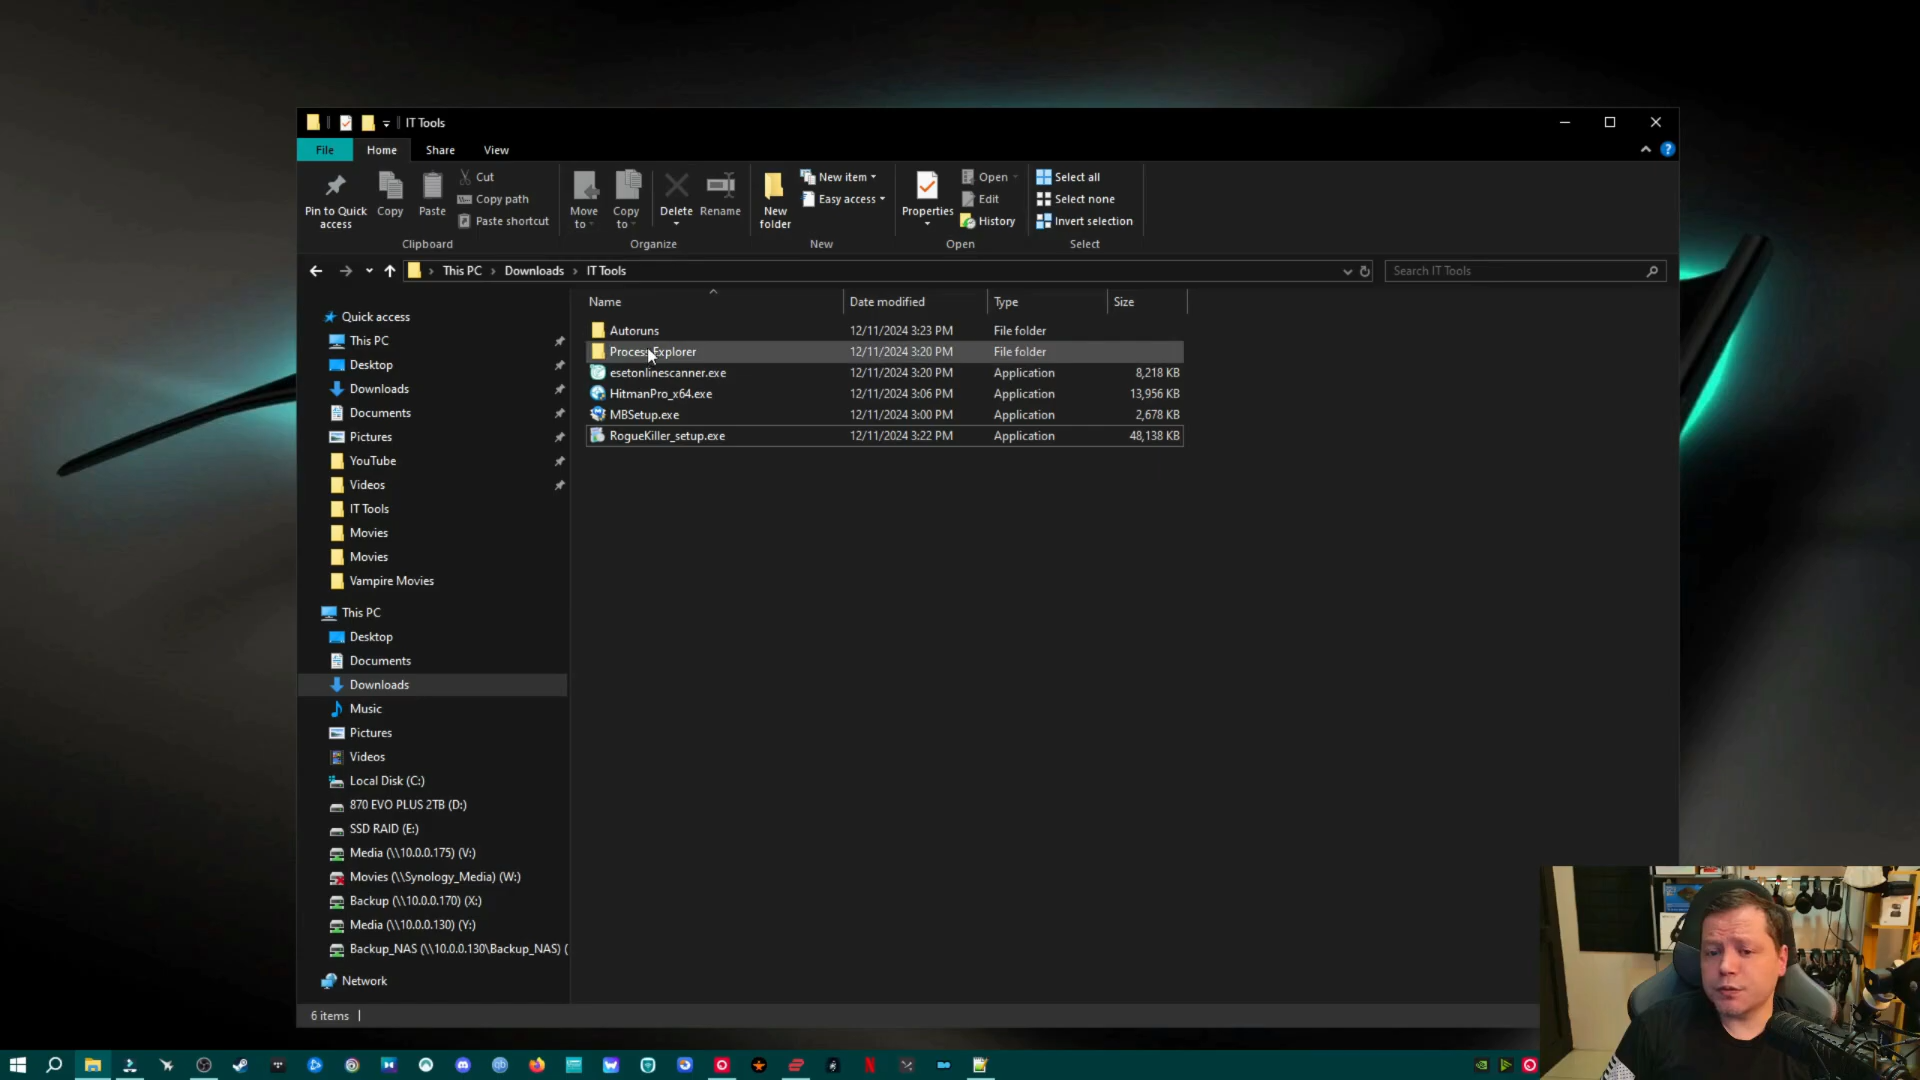 IT Tools
File
Home
Share
View
Pin to Quick access
Copy
Paste
Cut
Copy path
Paste shortcut
Clipboard
Move to
Copy to
Delete
Rename
Organize
New folder
New item
Easy access
New
Properties
Open
Edit
History
Open
Select all
Select none
Invert selection
Select
This PC
Downloads
IT Tools
Search IT Tools
Name
Date modified
Type
Size
Autoruns 12/11/2024 3:23 PM File folder
Process Explorer 12/11/2024 3:20 PM File folder
esetonlinescanner.exe 12/11/2024 3:20 PM Application 8,218 KB
HitmanPro_x64.exe 12/11/2024 3:06 PM Application 13,956 KB
MBSetup.exe 12/11/2024 3:00 PM Application 2,678 KB
RogueKiller_setup.exe 12/11/2024 3:22 PM Application 48,138 KB
Quick access
This PC
Desktop
Downloads
Documents
Pictures
YouTube
Videos
IT Tools
Movies
Movies
Vampire Movies
This PC
Desktop
Documents
Downloads
Music
Pictures
Videos
Local Disk (C:)
870 EVO PLUS 2TB (D:)
SSD RAID (E:)
Media (\\10.0.0.175) (V:)
Movies (\\Synology_Media) (W:)
Backup (\\10.0.0.170) (X:)
Media (\\10.0.0.130) (Y:)
Backup_NAS (\\10.0.0.130\Backup_NAS) (
Network
6 items